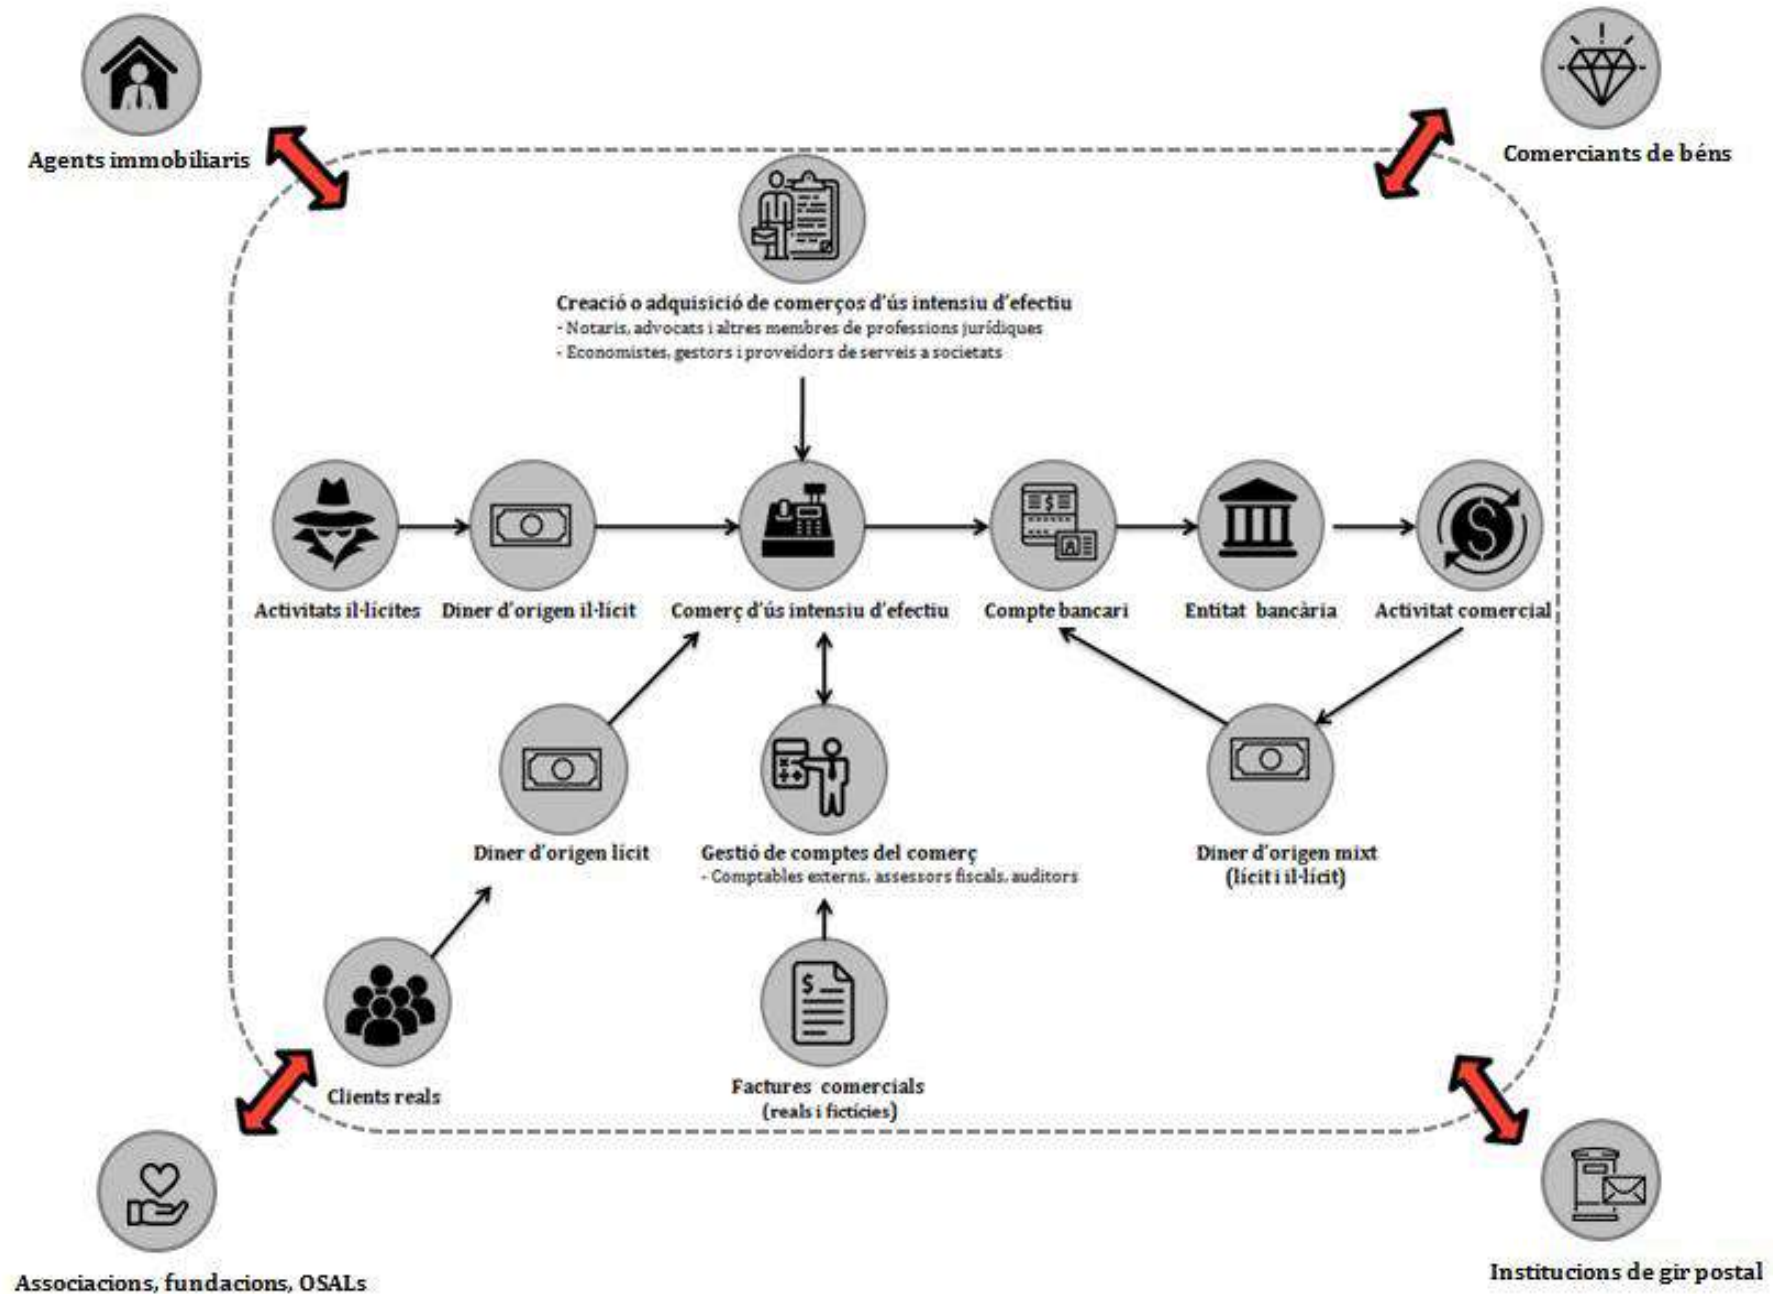 Agents immobiliaris
Comerciants de béns
Creació o adquisició de comerços d'ús intensiu d'efectiu
- Notaris, advocats i altres membres de professions jurídiques
- Economistes, gestors i proveïdors de serveis a societats
Activitats il·lícites
Diner d'origen il·lícit
Comerç d'ús intensiu d'efectiu
Compte bancari
Entitat bancària
Activitat comercial
Diner d'origen lícit
Gestió de comptes del comerç
- Comptables externs, assessors fiscals, auditors
Diner d'origen mixt
(lícit i il·lícit)
Clients reals
Factures comercials
(reals i fictícies)
Associacions, fundacions, OSALs
Institucions de gir postal